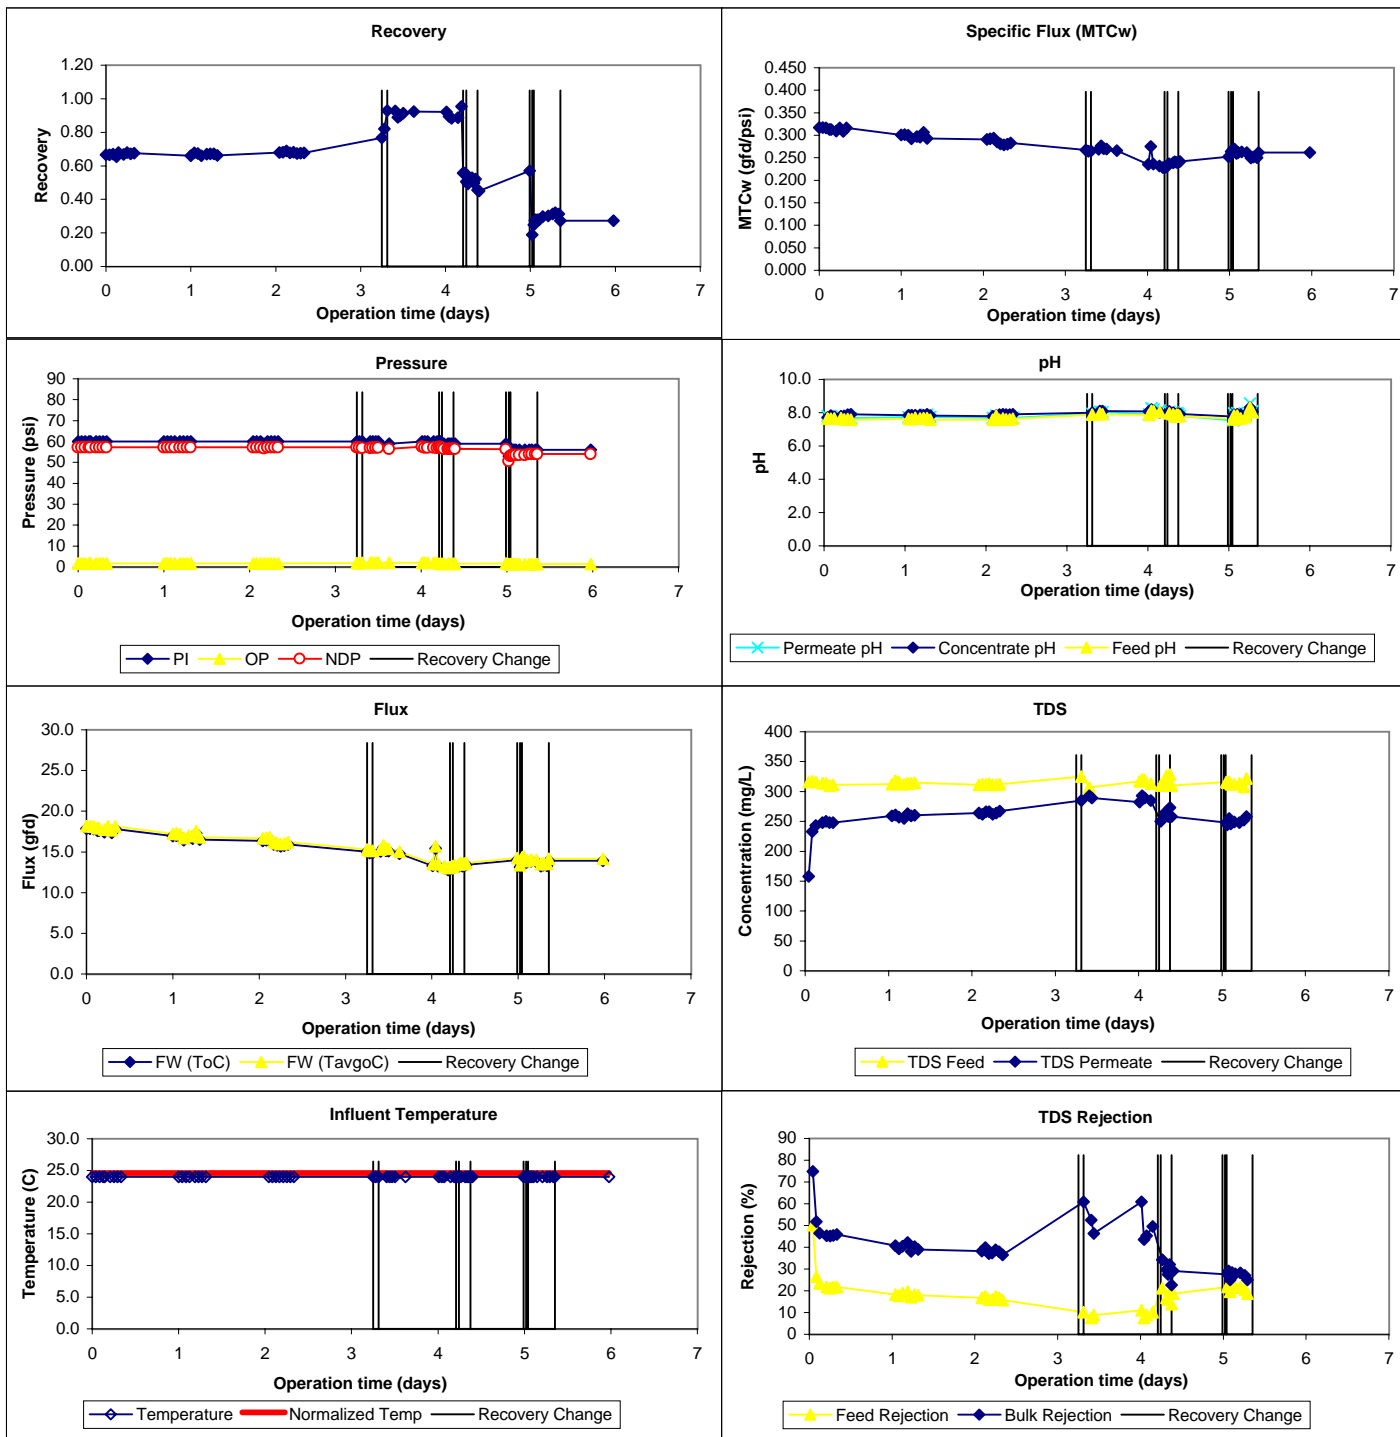 Recovery
1.20
1.00
0.80
0.60
0.40
0.20
0.00
Recovery
0 1 2 3 4 5 6 7
Operation time (days)
Specific Flux (MTCw)
0.450
0.400
0.350
0.300
0.250
0.200
0.150
0.100
0.050
0.000
MTCw (gfd/psi)
0 1 2 3 4 5 6 7
Operation time (days)
Pressure
90
80
70
60
50
40
30
20
10
0
Pressure (psi)
0 1 2 3 4 5 6 7
Operation time (days)
PI OP NDP Recovery Change
pH
10.0
8.0
6.0
4.0
2.0
0.0
pH
0 1 2 3 4 5 6 7
Operation time (days)
Permeate pH Concentrate pH Feed pH Recovery Change
Flux
30.0
25.0
20.0
15.0
10.0
5.0
0.0
Flux (gfd)
0 1 2 3 4 5 6 7
Operation time (days)
FW (ToC) FW (TavgoC) Recovery Change
TDS
400
350
300
250
200
150
100
50
0
Concentration (mg/L)
0 1 2 3 4 5 6 7
Operation time (days)
TDS Feed TDS Permeate Recovery Change
Influent Temperature
30.0
25.0
20.0
15.0
10.0
5.0
0.0
Temperature (C)
0 1 2 3 4 5 6 7
Operation time (days)
Temperature Normalized Temp Recovery Change
TDS Rejection
90
80
70
60
50
40
30
20
10
0
Rejection (%)
0 1 2 3 4 5 6 7
Operation time (days)
Feed Rejection Bulk Rejection Recovery Change